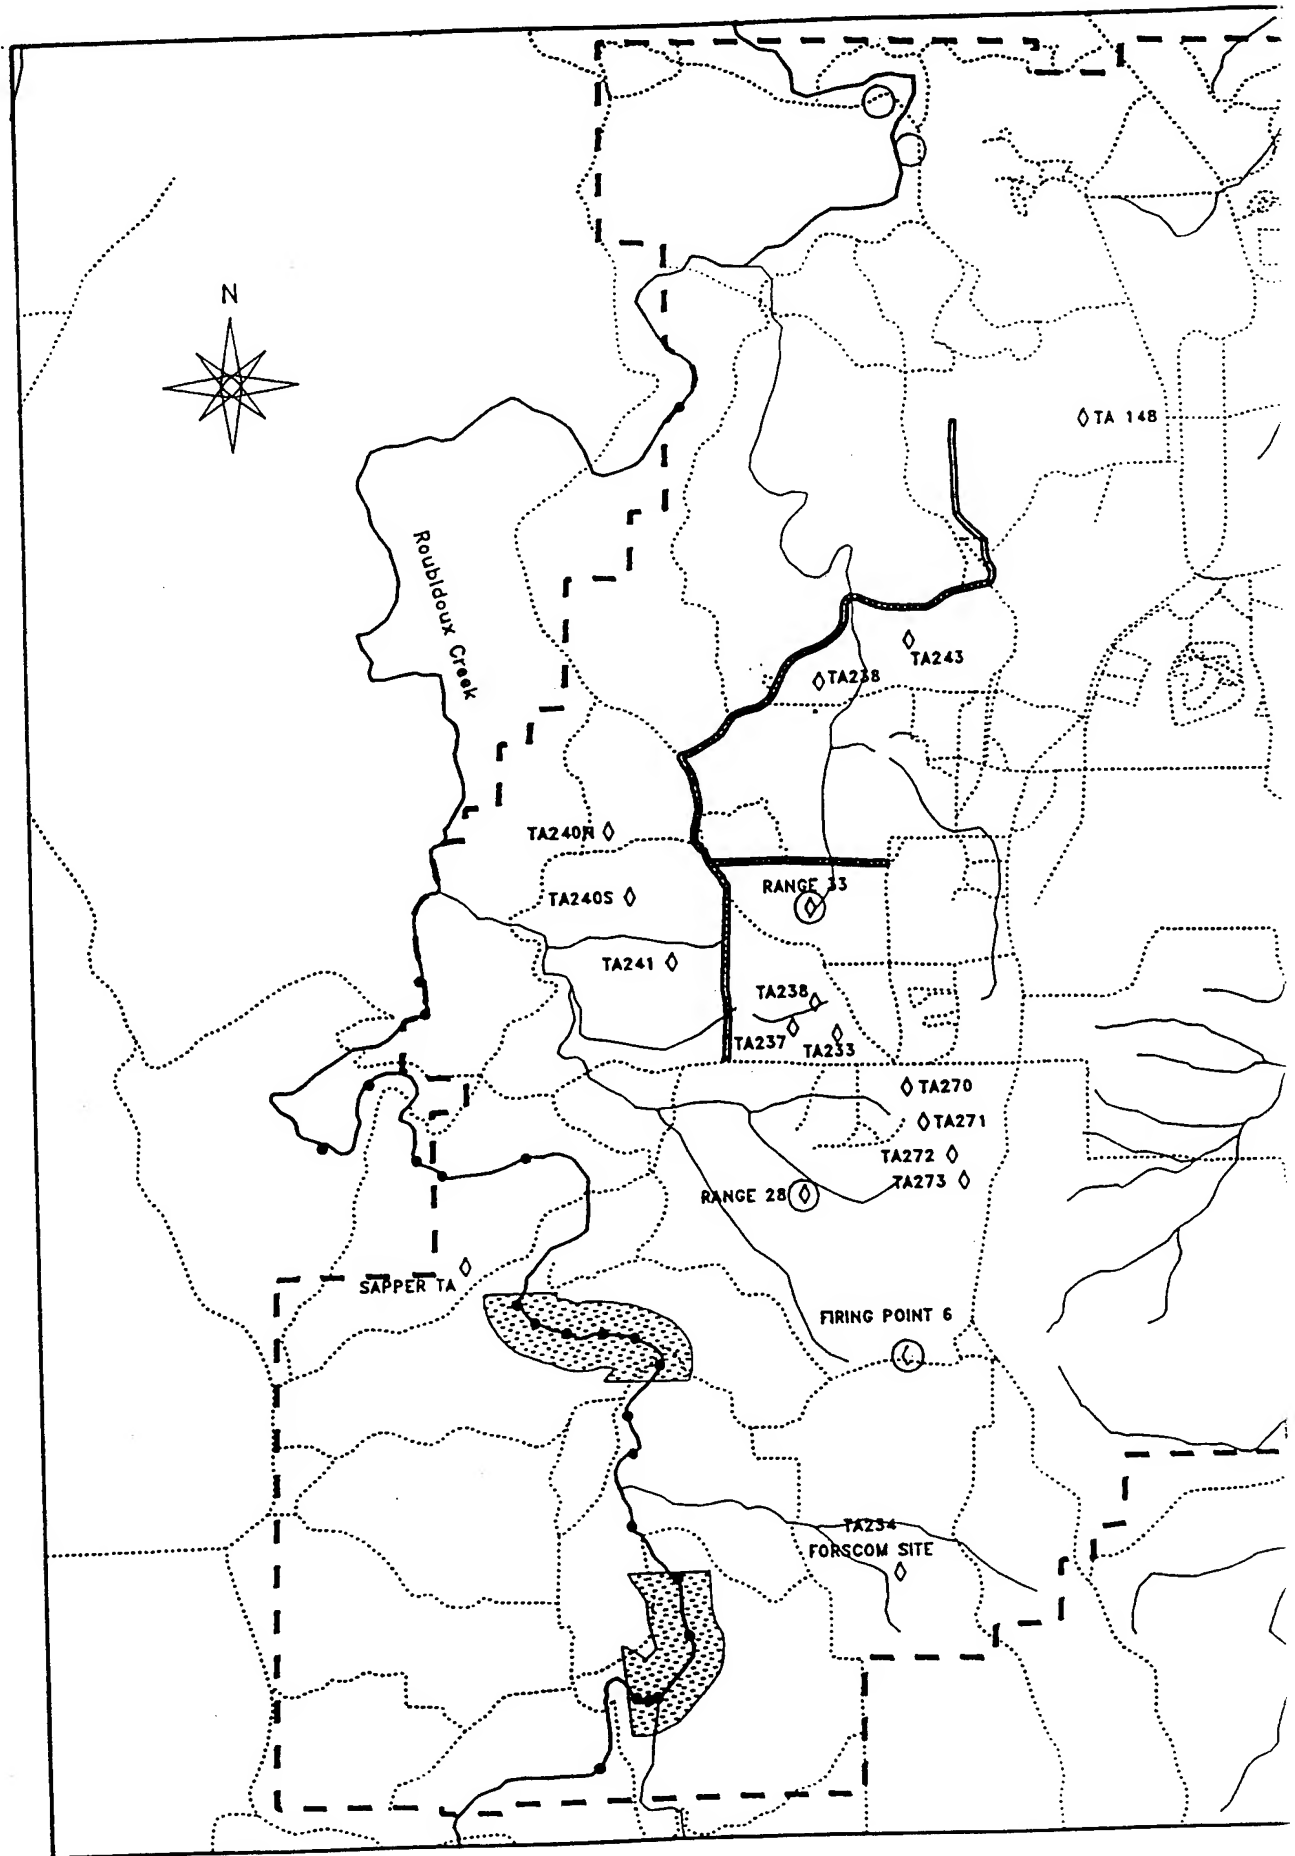 N
TA 148
Roubidoux Creek
TA243
TA238
TA240N
RANGE 33
TA240S
TA241
TA238
TA237
TA233
TA270
TA271
TA272
TA273
RANGE 28
SAPPER TA
FIRING POINT 6
TA234
FORSCOM SITE